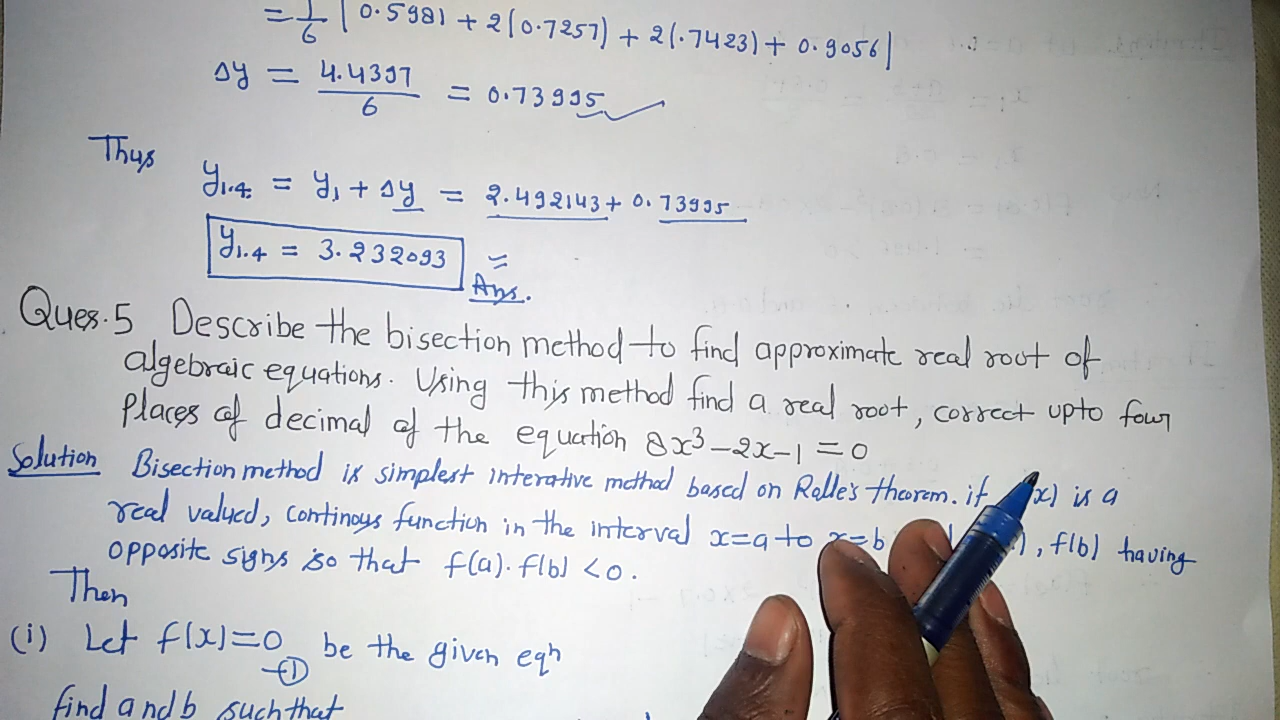 = 1/6 [ 0.5981 + 2(0.7257) + 2(.7423) + 0.9056]
Δy = 4.4397/6 = 0.73995
Thus
y1.4 = y1 + Δy = 2.492143 + 0.73995
y1.4 = 3.232093
Ans.
Ques.5 Describe the bisection method to find approximate real root of
algebraic equations. Using this method find a real root, correct upto four
Places of decimal of the equation 8x³-2x-1=0
Solution Bisection method is simplest interative method based on Rolle's theorem. if x) is a
real valued, continous function in the interval x=a to x=b , f(b) having
opposite signs so that f(a). f(b) <0.
Then
(i) Let f(x)=0 -① be the given eqn
find a and b such that